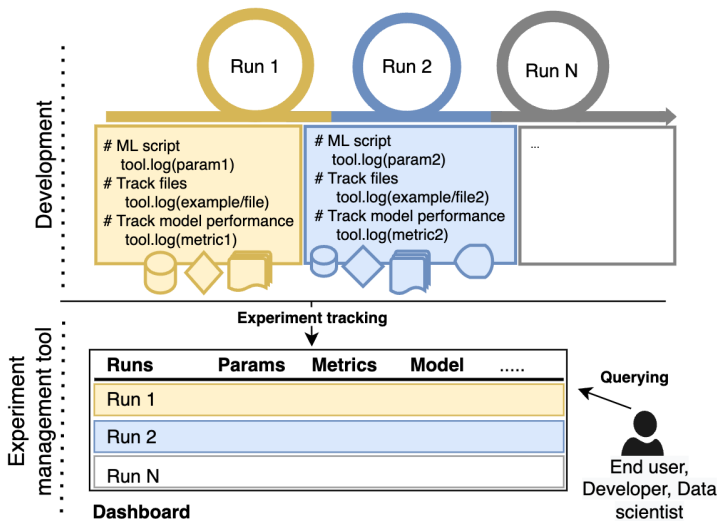 Development
Run 1
Run 2
Run N
# ML script
tool.log(param1)
# Track files
tool.log(example/file)
# Track model performance
tool.log(metric1)
# ML script
tool.log(param2)
# Track files
tool.log(example/file2)
# Track model performance
tool.log(metric2)
...
Experiment tracking
Experiment
management tool
Runs Params Metrics Model .....
Run 1
Run 2
Run N
Dashboard
Querying
End user,
Developer, Data
scientist